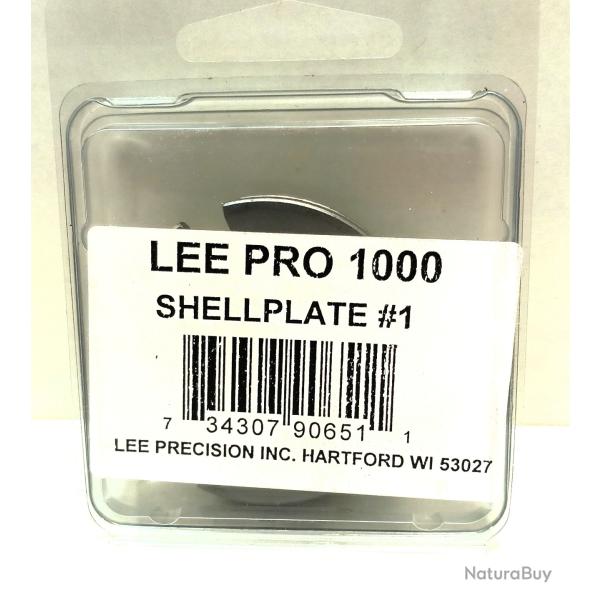 LEE PRO 1000
SHELLPLATE #1
7 34307 90651 1
LEE PRECISION INC. HARTFORD WI 53027
NaturaBuy